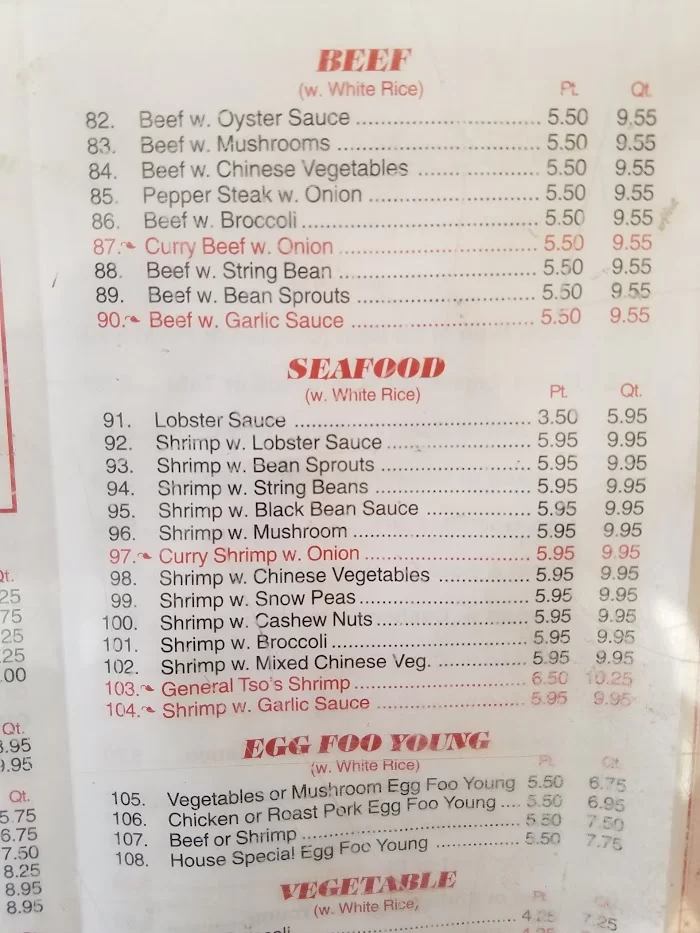 BEEF
(w. White Rice) Pt. Qt.
82. Beef w. Oyster Sauce 5.50 9.55
83. Beef w. Mushrooms 5.50 9.55
84. Beef w. Chinese Vegetables 5.50 9.55
85. Pepper Steak w. Onion 5.50 9.55
86. Beef w. Broccoli 5.50 9.55
87. Curry Beef w. Onion 5.50 9.55
88. Beef w. String Bean 5.50 9.55
89. Beef w. Bean Sprouts 5.50 9.55
90. Beef w. Garlic Sauce 5.50 9.55
SEAFOOD
(w. White Rice) Pt. Qt.
91. Lobster Sauce 3.50 5.95
92. Shrimp w. Lobster Sauce 5.95 9.95
93. Shrimp w. Bean Sprouts 5.95 9.95
94. Shrimp w. String Beans 5.95 9.95
95. Shrimp w. Black Bean Sauce 5.95 9.95
96. Shrimp w. Mushroom 5.95 9.95
97. Curry Shrimp w. Onion 5.95 9.95
98. Shrimp w. Chinese Vegetables 5.95 9.95
99. Shrimp w. Snow Peas 5.95 9.95
100. Shrimp w. Cashew Nuts 5.95 9.95
101. Shrimp w. Broccoli 5.95 9.95
102. Shrimp w. Mixed Chinese Veg. 5.95 9.95
103. General Tso's Shrimp 6.50 10.25
104. Shrimp w. Garlic Sauce 5.95 9.95
EGG FOO YOUNG
(w. White Rice) Pt. Qt.
105. Vegetables or Mushroom Egg Foo Young 5.50 6.75
106. Chicken or Roast Pork Egg Foo Young 5.50 6.95
107. Beef or Shrimp 5.50 7.50
108. House Special Egg Foo Young 5.50 7.75
VEGETABLE
(w. White Rice) Pt. Qt.
4.25 7.25
Qt.
25
75
25
.25
.00
Qt.
8.95
9.95
Qt.
5.75
6.75
7.50
8.25
8.95
8.95